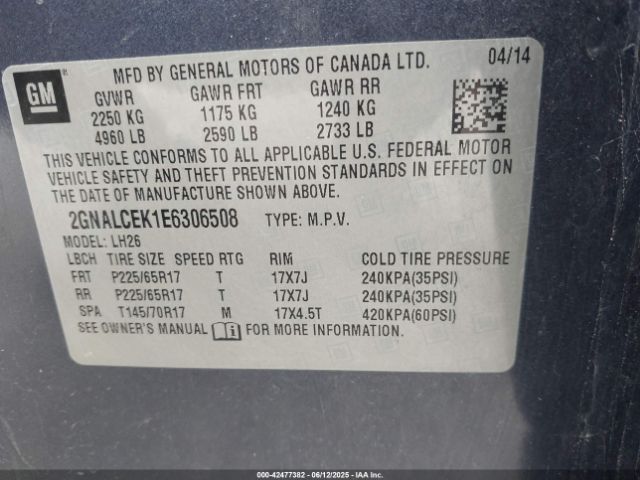 GM
MFD BY GENERAL MOTORS OF CANADA LTD. 04/14
GVWR GAWR FRT GAWR RR
2250 KG 1175 KG 1240 KG
4960 LB 2590 LB 2733 LB
THIS VEHICLE CONFORMS TO ALL APPLICABLE U.S. FEDERAL MOTOR
VEHICLE SAFETY AND THEFT PREVENTION STANDARDS IN EFFECT ON
THE DATE OF MANUFACTURE SHOWN ABOVE.
2GNALCEK1E6306508 TYPE: M.P.V.
MODEL: LH26
LBCH TIRE SIZE SPEED RTG RIM COLD TIRE PRESSURE
FRT P225/65R17 T 17X7J 240KPA(35PSI)
RR P225/65R17 T 17X7J 240KPA(35PSI)
SPA T145/70R17 M 17X4.5T 420KPA(60PSI)
SEE OWNER'S MANUAL FOR MORE INFORMATION.
000-42477382 - 06/12/2025 - IAAI.COM